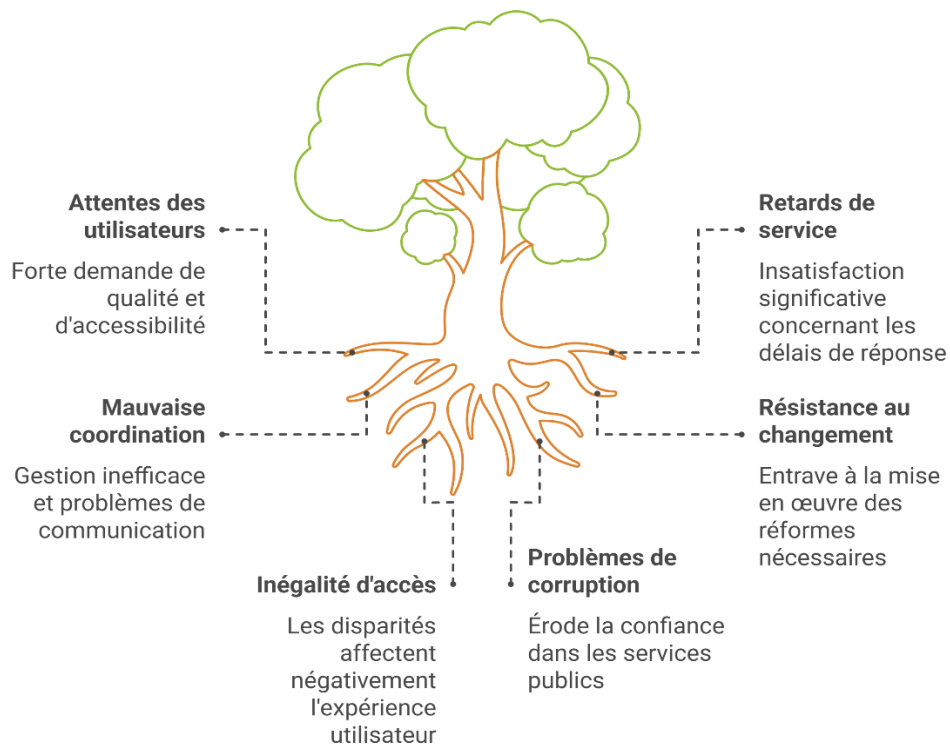 Attentes des
utilisateurs
Forte demande de
qualité et
d'accessibilité
Mauvaise
coordination
Gestion inefficace
et problèmes de
communication
Inégalité d'accès
Les disparités
affectent
négativement
l'expérience
utilisateur
Problèmes de
corruption
Érode la confiance
dans les services
publics
Retards de
service
Insatisfaction
significative
concernant les
délais de réponse
Résistance au
changement
Entrave à la mise
en œuvre des
réformes
nécessaires